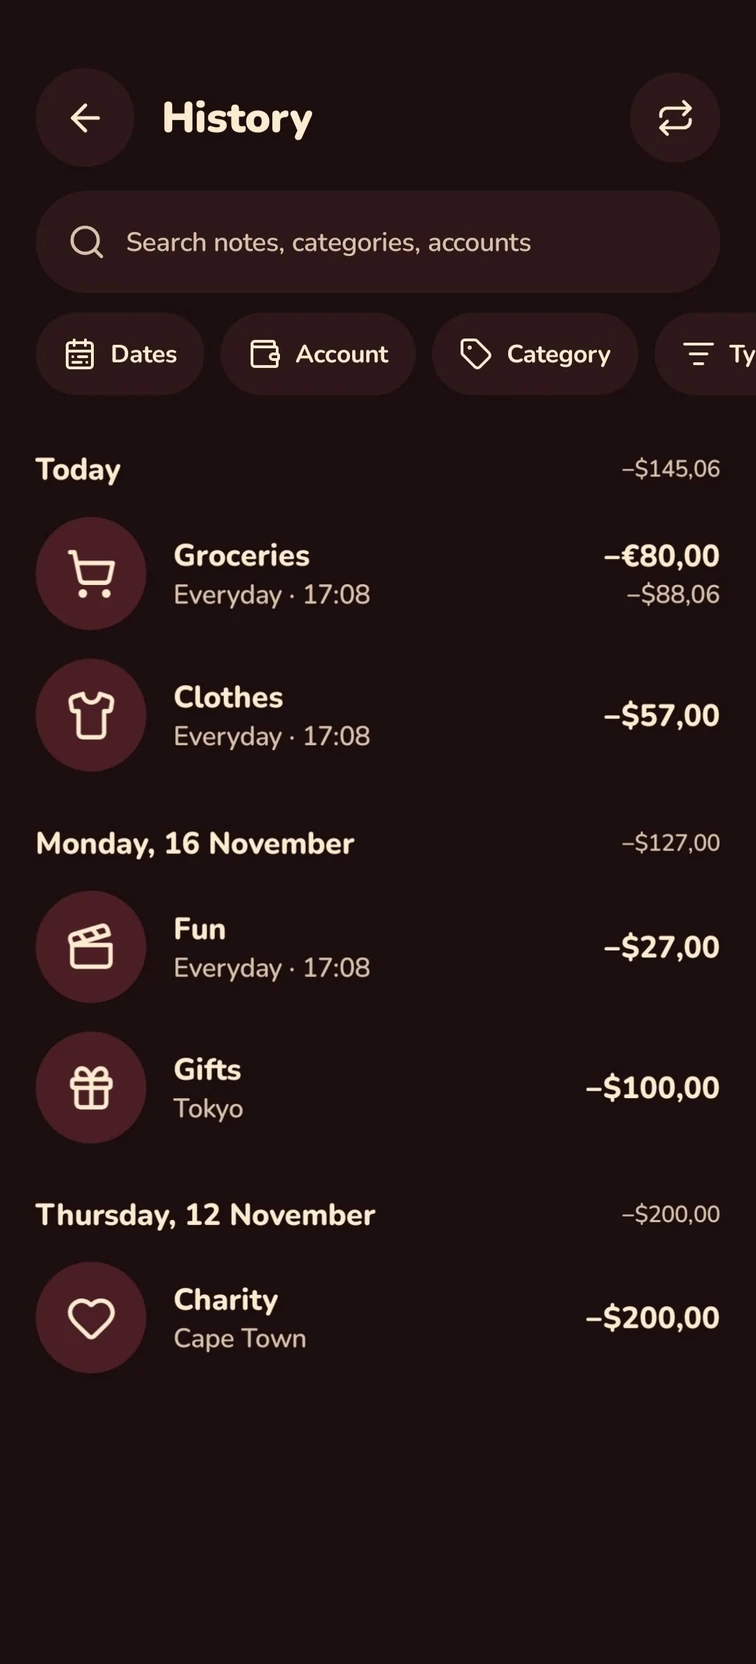 History
Search notes, categories, accounts
Dates
Account
Category
Ty
Today
–$145,06
Groceries
–€80,00
Everyday · 17:08
–$88,06
Clothes
Everyday · 17:08
–$57,00
Monday, 16 November
–$127,00
Fun
Everyday · 17:08
–$27,00
Gifts
Tokyo
–$100,00
Thursday, 12 November
–$200,00
Charity
Cape Town
–$200,00